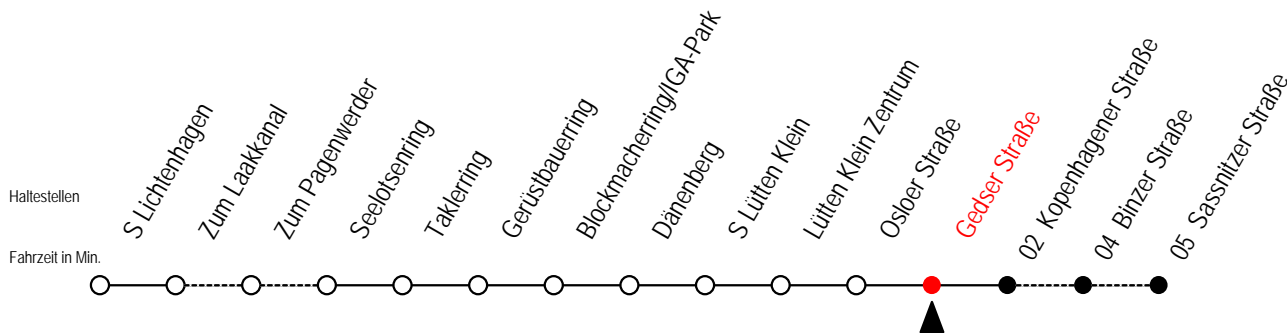 Haltestellen
Fahrzeit in Min.
S Lichtenhagen
Zum Laakkanal
Zum Pagenwerder
Seelotsenring
Taklerring
Gerüstbauerring
Blockmacherring/IGA-Park
Dänenberg
S Lütten Klein
Lütten Klein Zentrum
Osloer Straße
Gedser Straße
02 Kopenhagener Straße
04 Binzer Straße
05 Sassnitzer Straße